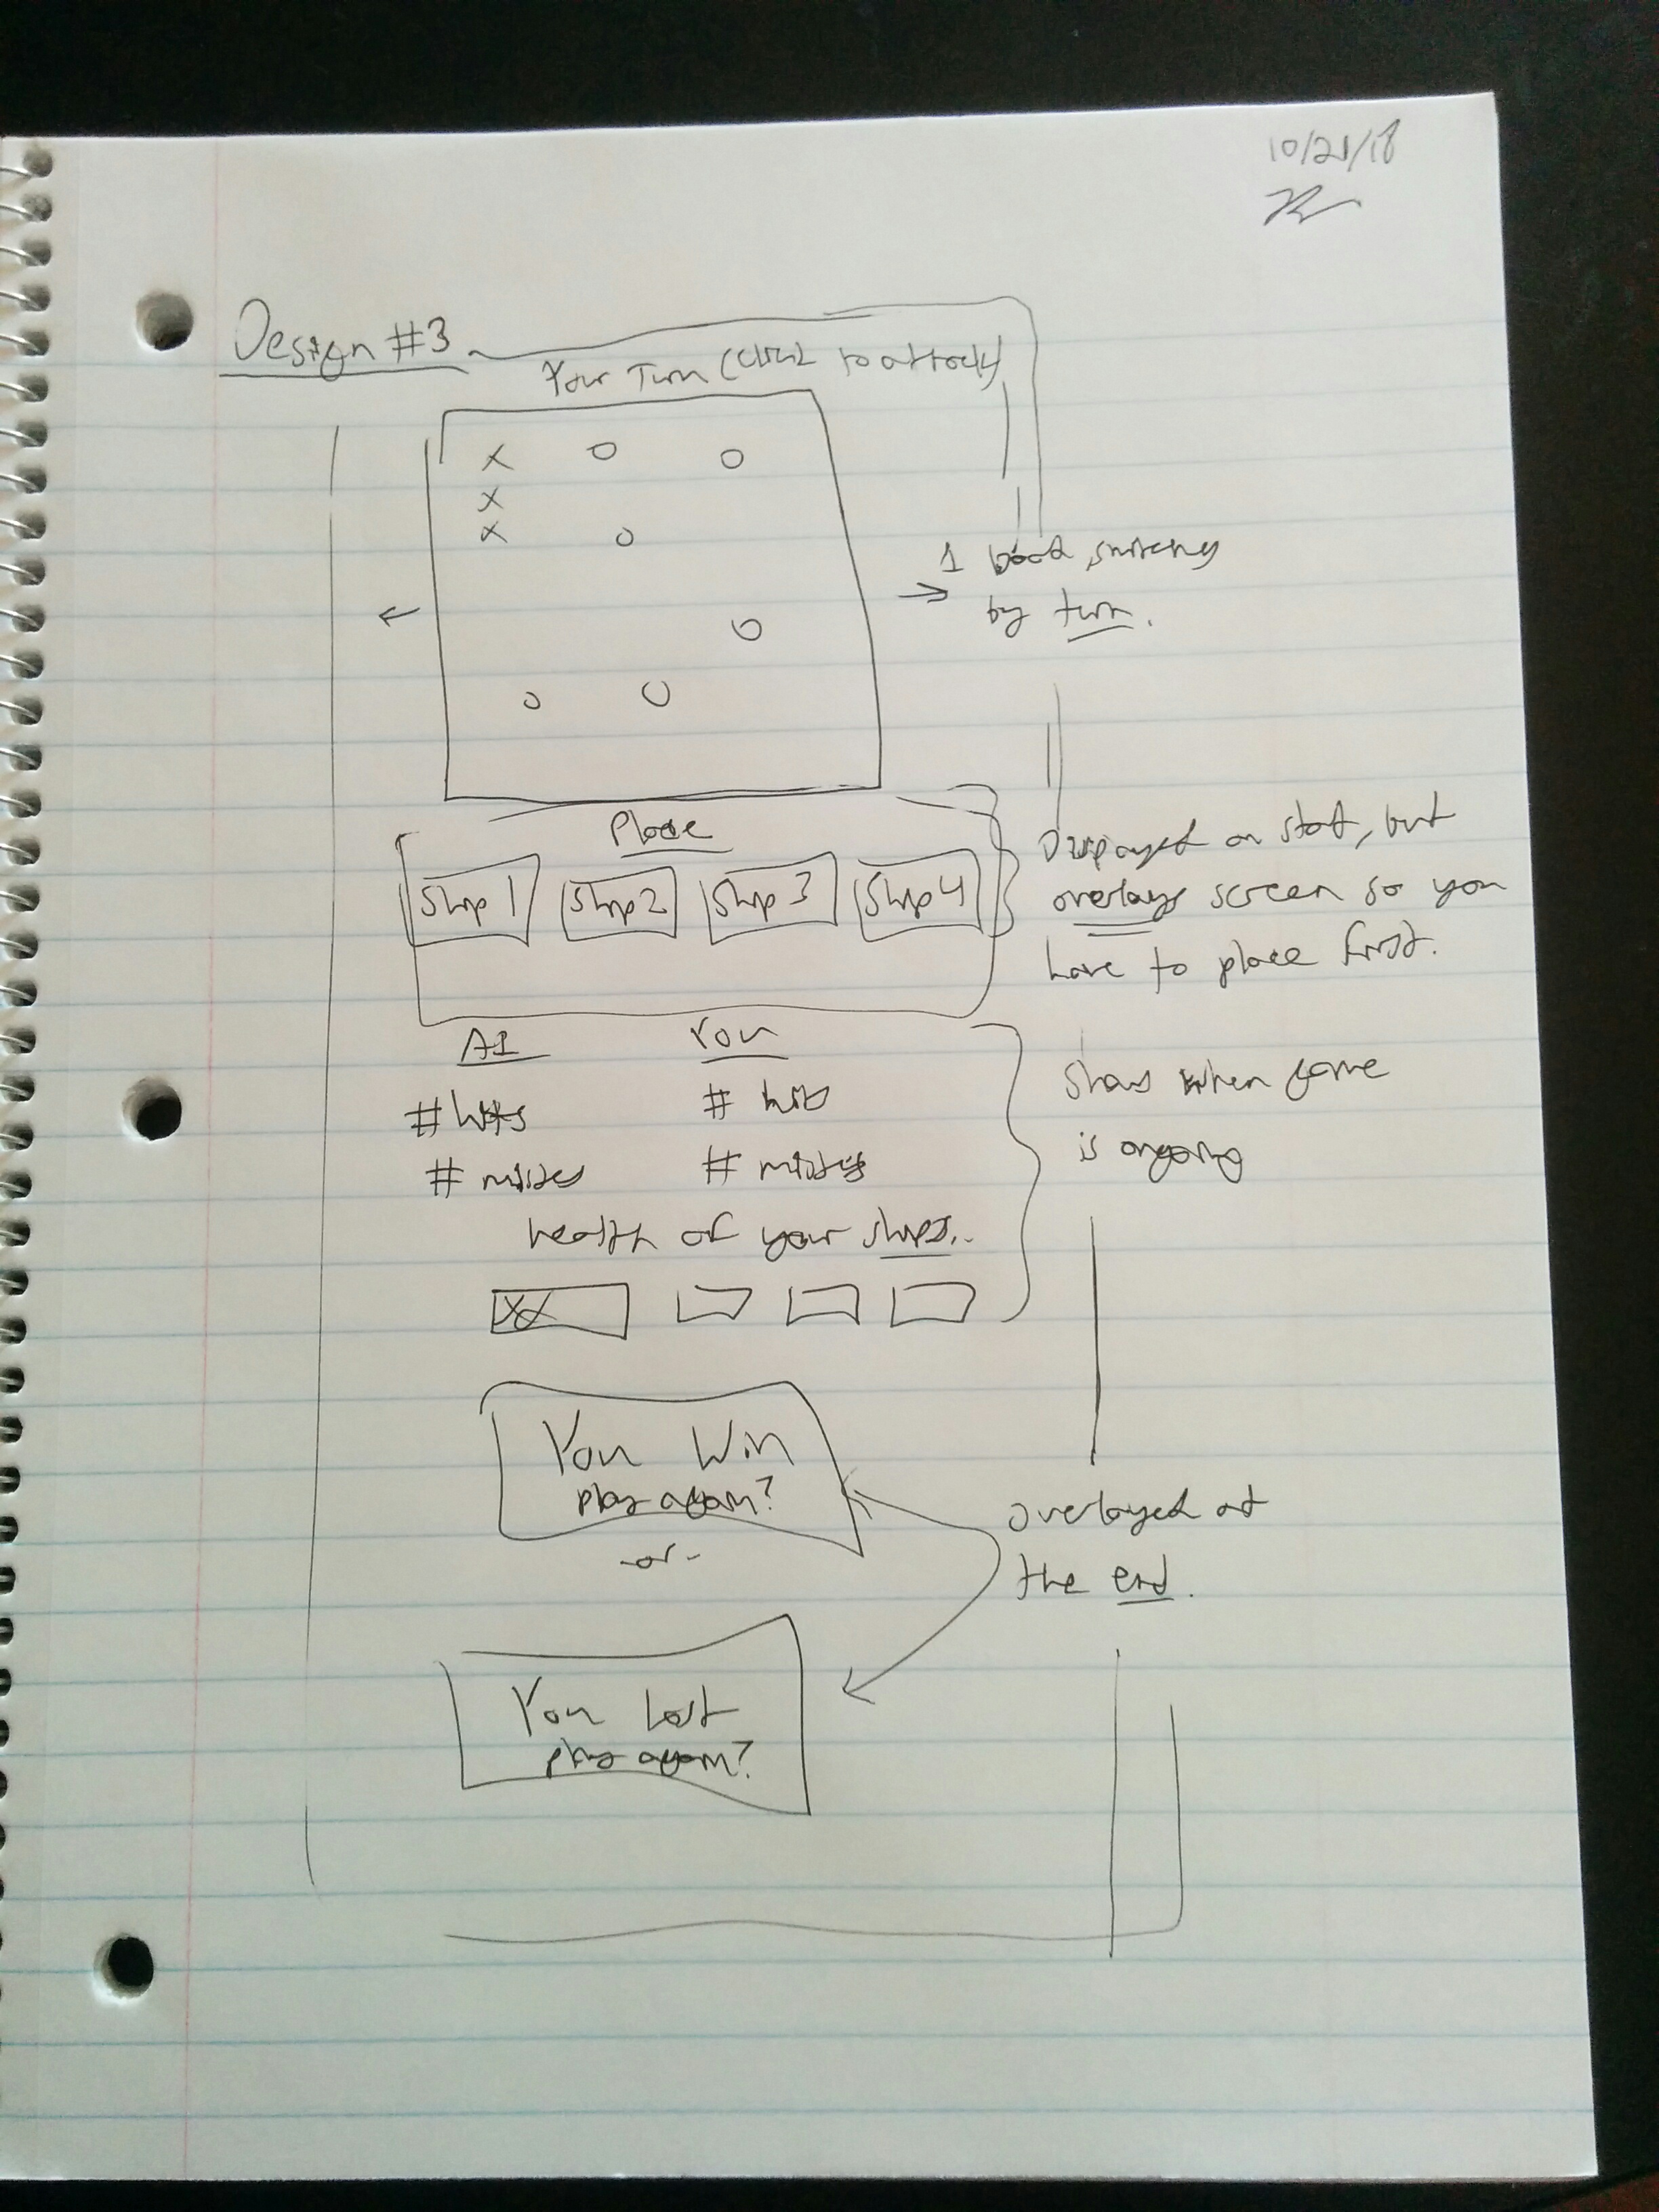 10/21/18
Design #3
Your Turn (click to attack)
X O O
X
X O
1 board, switching
by turn.
O
O O
Place
Ship 1 Ship 2 Ship 3 Ship 4
Displayed on start, but
overlays screen so you
have to place first.
AI You
# hits # hits
# misses # misses
Shows when game
is ongoing
health of your ships..
XX
You Win
play again?
-or-
overlayed at
the end.
You lost
play again?